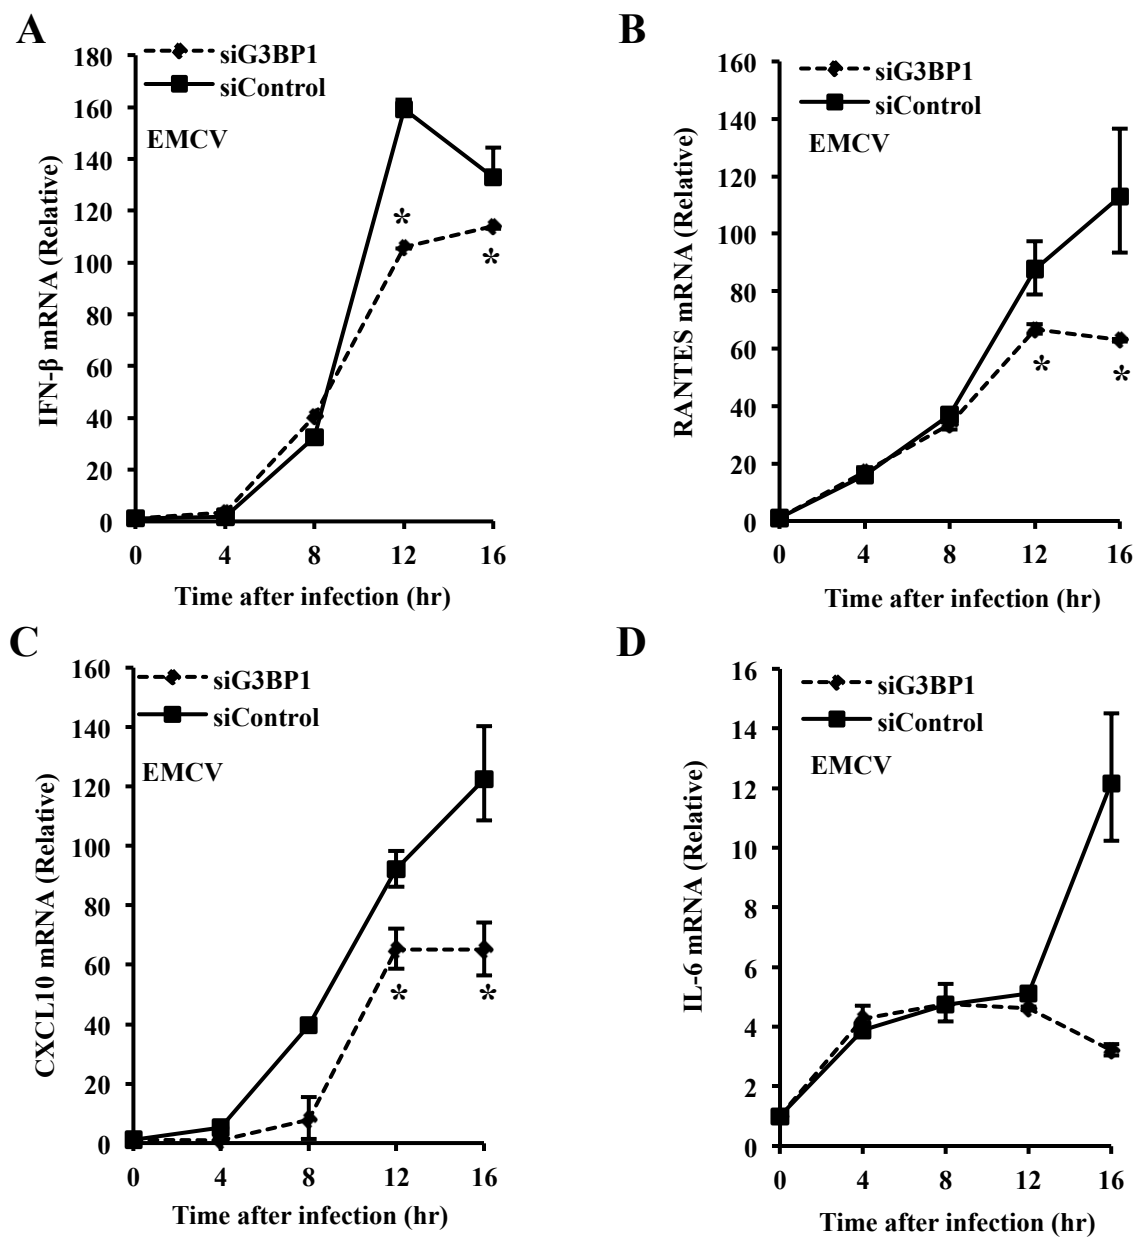 A
180
160
140
120
100
80
60
40
20
0
IFN-β mRNA (Relative)
siG3BP1
siControl
EMCV
*
*
0 4 8 12 16
Time after infection (hr)
B
160
140
120
100
80
60
40
20
0
RANTES mRNA (Relative)
siG3BP1
siControl
EMCV
*
*
0 4 8 12 16
Time after infection (hr)
C
160
140
120
100
80
60
40
20
0
CXCL10 mRNA (Relative)
siG3BP1
siControl
EMCV
* *
0 4 8 12 16
Time after infection (hr)
D
16
14
12
10
8
6
4
2
0
IL-6 mRNA (Relative)
siG3BP1
siControl
EMCV
0 4 8 12 16
Time after infection (hr)